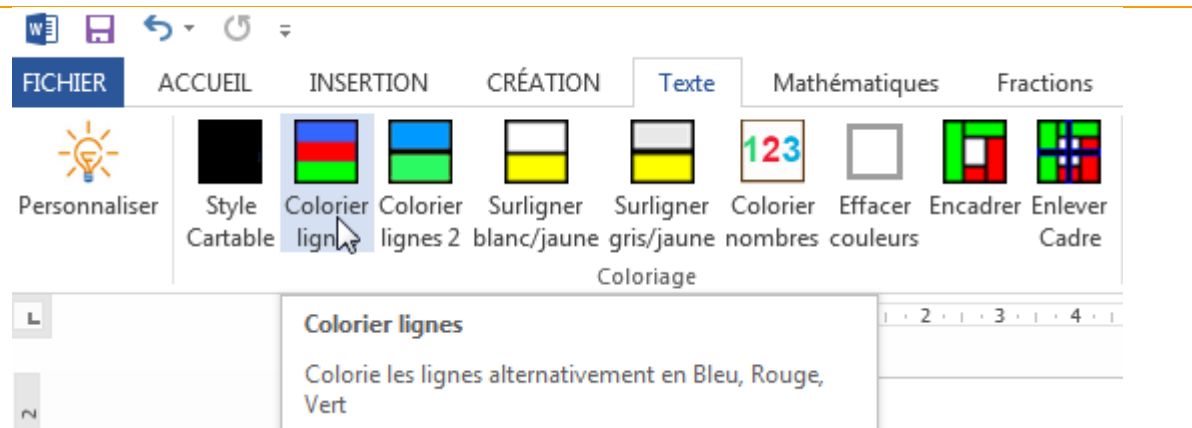 FICHIER ACCUEIL INSERTION CRÉATION Texte Mathématiques Fractions
123
Personnaliser Style Colorier Colorier Surligner Surligner Colorier Effacer Encadrer Enlever
Cartable lignes 2 blanc/jaune gris/jaune nombres couleurs Cadre
Coloriage
L 2 3 4
Colorier lignes
Colorie les lignes alternativement en Bleu, Rouge,
Vert
2